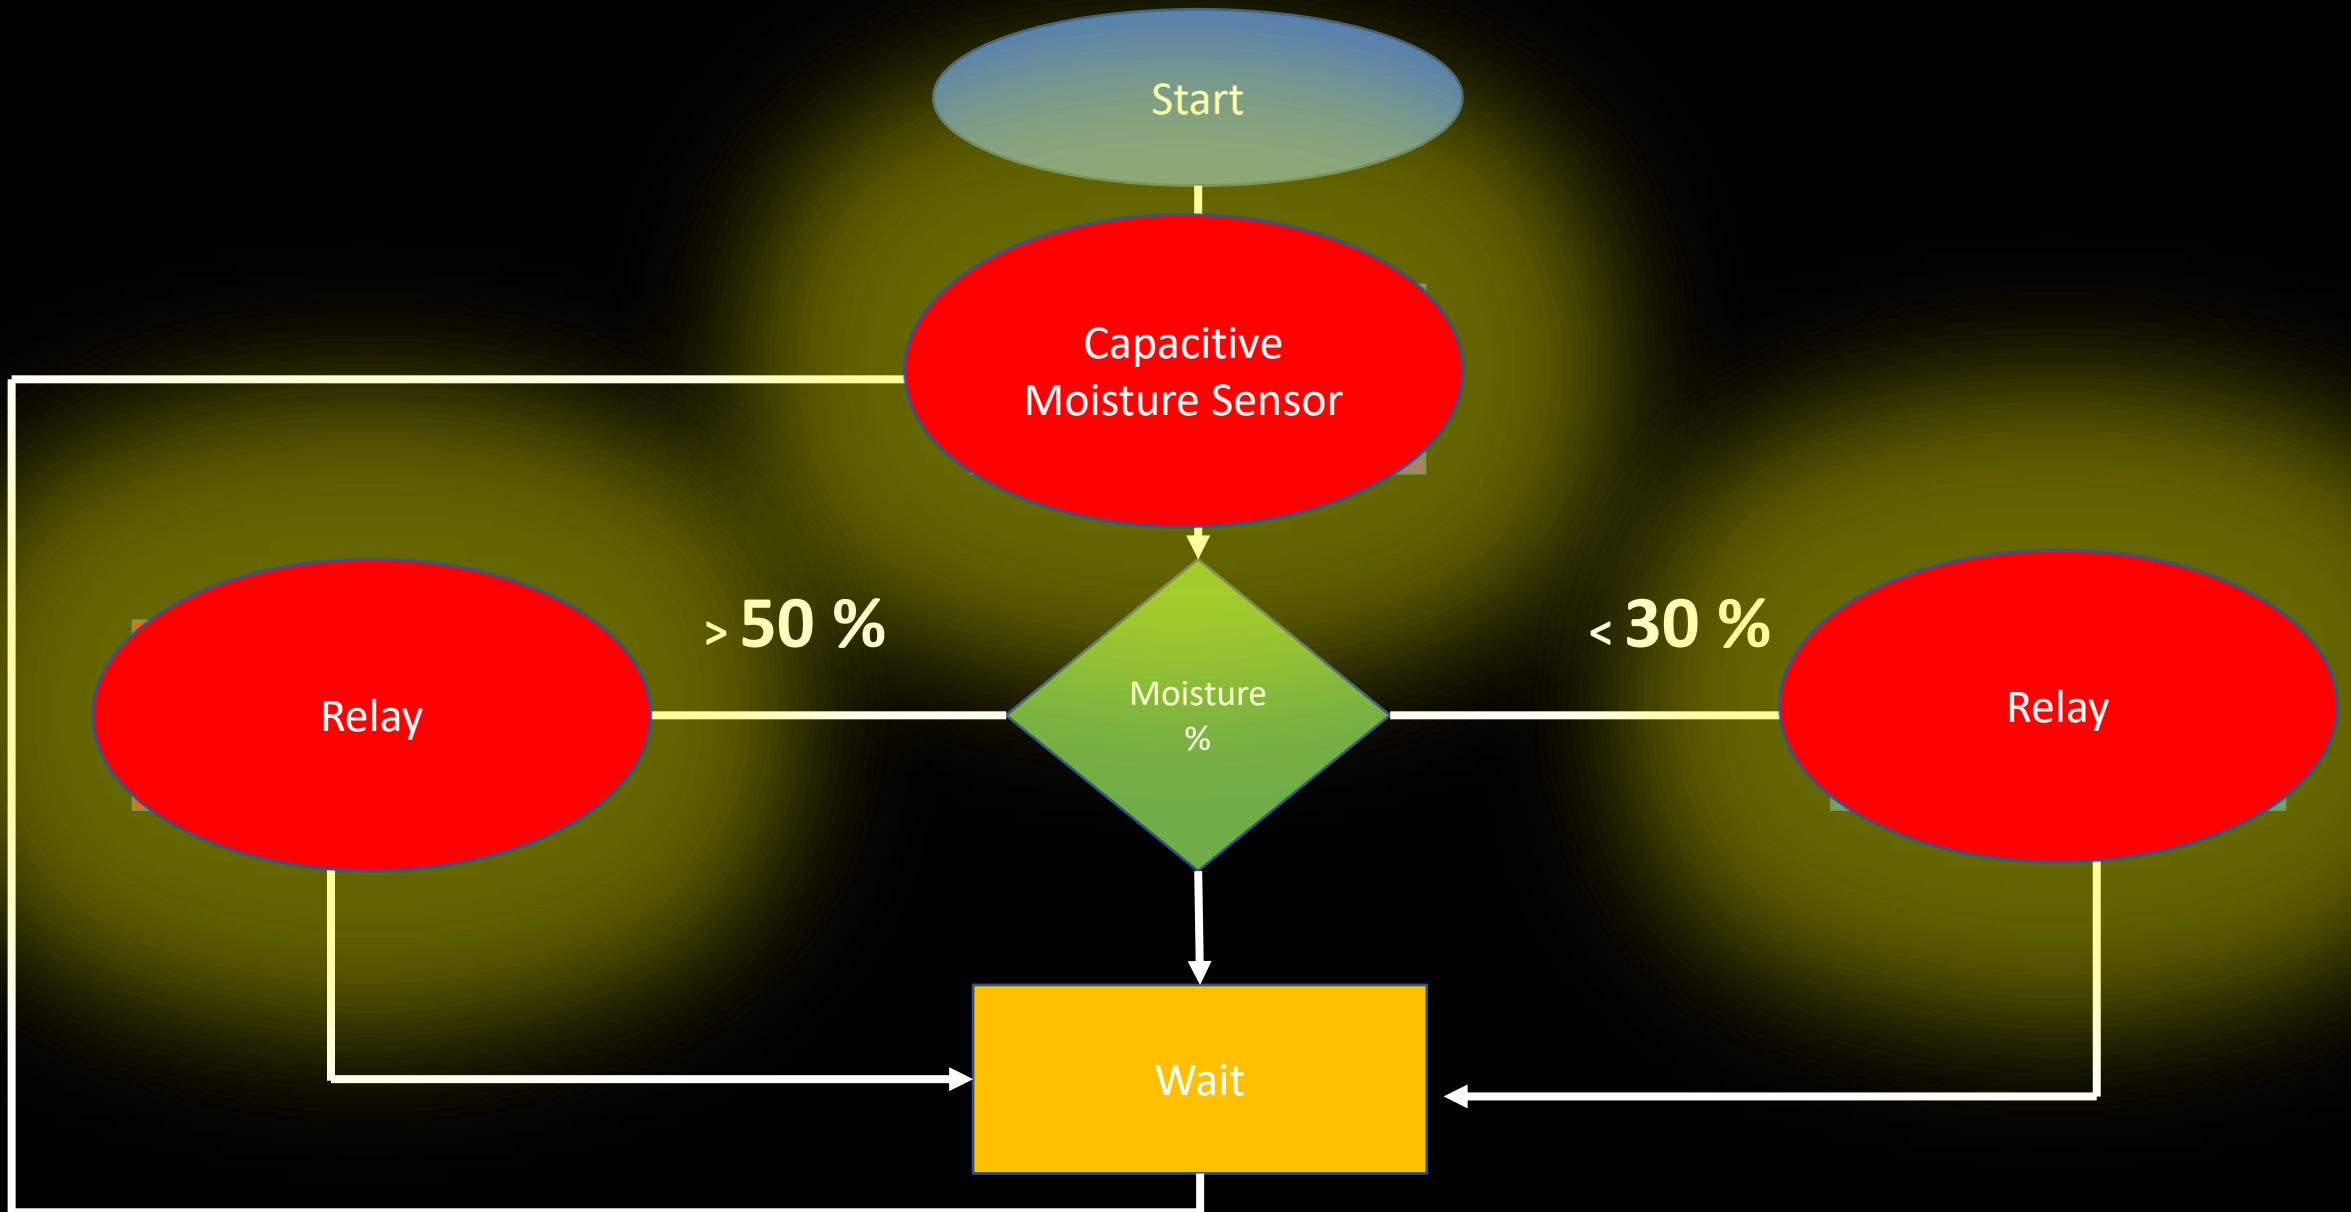 Start
Capacitive
Moisture Sensor
> 50 %
< 30 %
Relay
Moisture
%
Relay
Wait